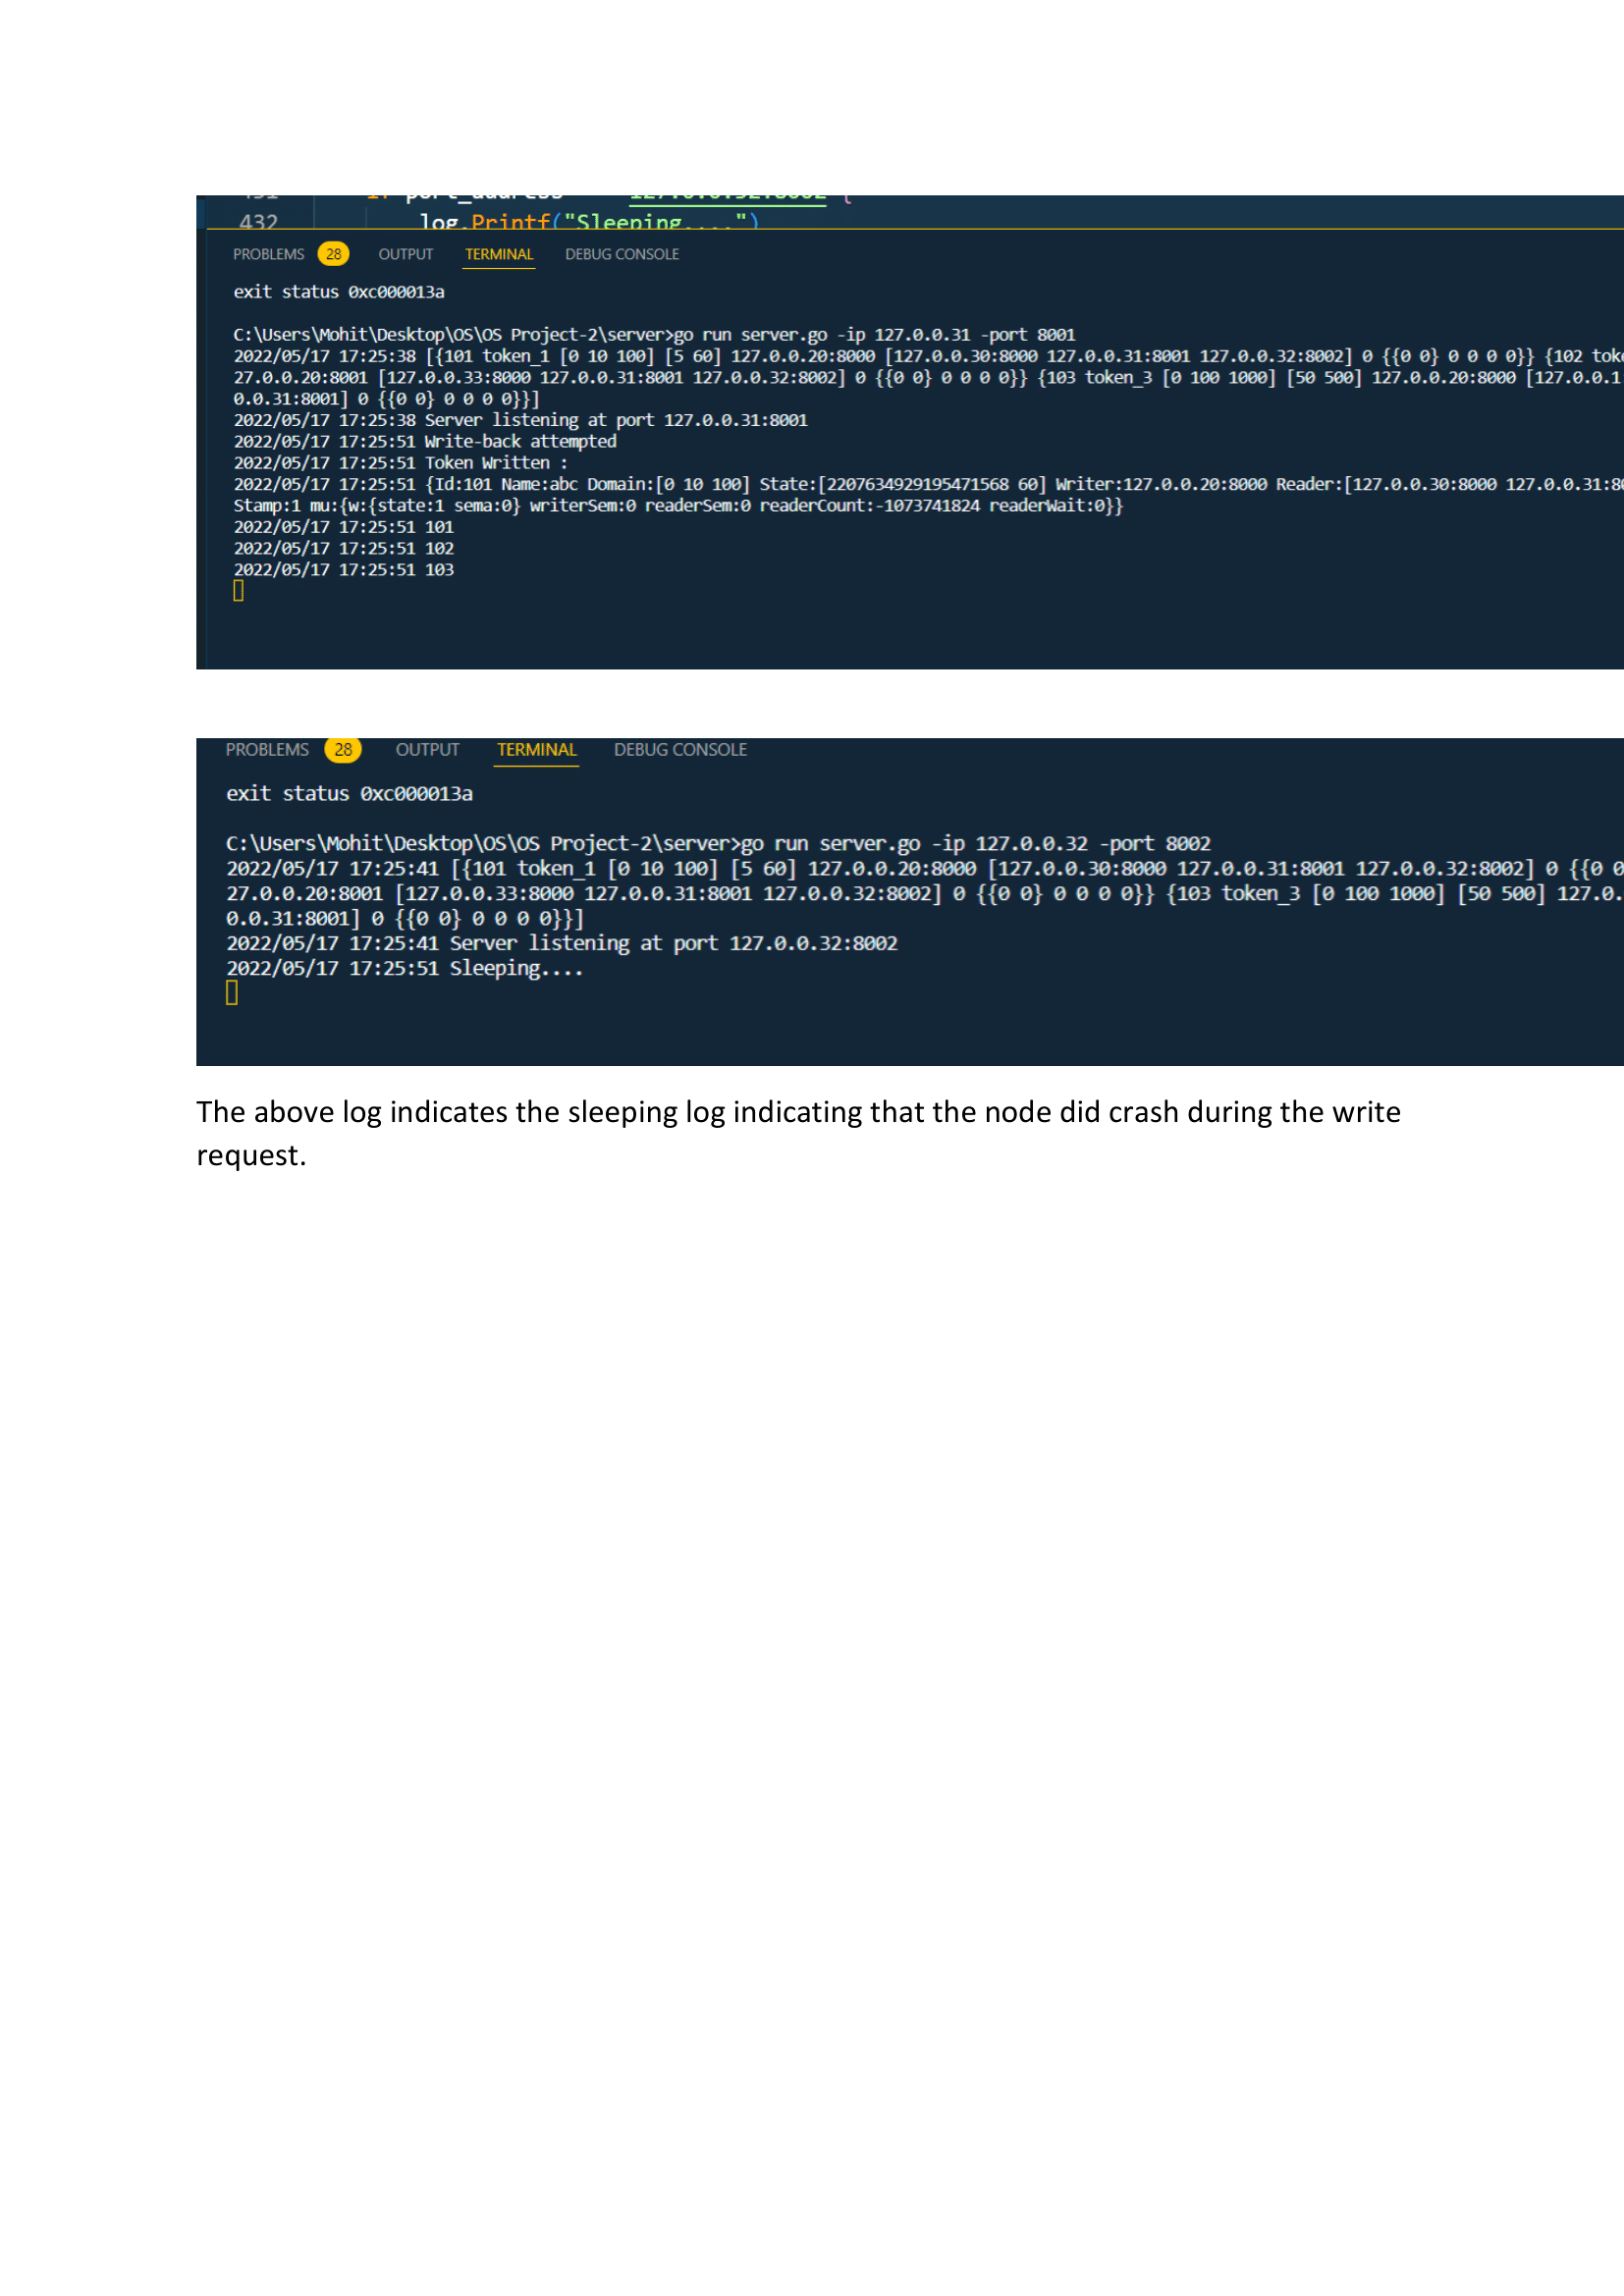 432 log.Printf("Sleeping....")
PROBLEMS 28 OUTPUT TERMINAL DEBUG CONSOLE
exit status 0xc000013a
C:\Users\Mohit\Desktop\OS\OS Project-2\server>go run server.go -ip 127.0.0.31 -port 8001
2022/05/17 17:25:38 [{101 token_1 [0 10 100] [5 60] 127.0.0.20:8000 [127.0.0.30:8000 127.0.0.31:8001 127.0.0.32:8002] 0 {{0 0} 0 0 0 0}} {102 toke
27.0.0.20:8001 [127.0.0.33:8000 127.0.0.31:8001 127.0.0.32:8002] 0 {{0 0} 0 0 0 0}} {103 token_3 [0 100 1000] [50 500] 127.0.0.20:8000 [127.0.0.1
0.0.31:8001] 0 {{0 0} 0 0 0 0}}]
2022/05/17 17:25:38 Server listening at port 127.0.0.31:8001
2022/05/17 17:25:51 Write-back attempted
2022/05/17 17:25:51 Token Written :
2022/05/17 17:25:51 {Id:101 Name:abc Domain:[0 10 100] State:[2207634929195471568 60] Writer:127.0.0.20:8000 Reader:[127.0.0.30:8000 127.0.0.31:80
Stamp:1 mu:{w:{state:1 sema:0} writerSem:0 readerSem:0 readerCount:-1073741824 readerWait:0}}
2022/05/17 17:25:51 101
2022/05/17 17:25:51 102
2022/05/17 17:25:51 103
PROBLEMS 28 OUTPUT TERMINAL DEBUG CONSOLE
exit status 0xc000013a
C:\Users\Mohit\Desktop\OS\OS Project-2\server>go run server.go -ip 127.0.0.32 -port 8002
2022/05/17 17:25:41 [{101 token_1 [0 10 100] [5 60] 127.0.0.20:8000 [127.0.0.30:8000 127.0.0.31:8001 127.0.0.32:8002] 0 {{0 0
27.0.0.20:8001 [127.0.0.33:8000 127.0.0.31:8001 127.0.0.32:8002] 0 {{0 0} 0 0 0 0}} {103 token_3 [0 100 1000] [50 500] 127.0.
0.0.31:8001] 0 {{0 0} 0 0 0 0}}]
2022/05/17 17:25:41 Server listening at port 127.0.0.32:8002
2022/05/17 17:25:51 Sleeping....
The above log indicates the sleeping log indicating that the node did crash during the write
request.